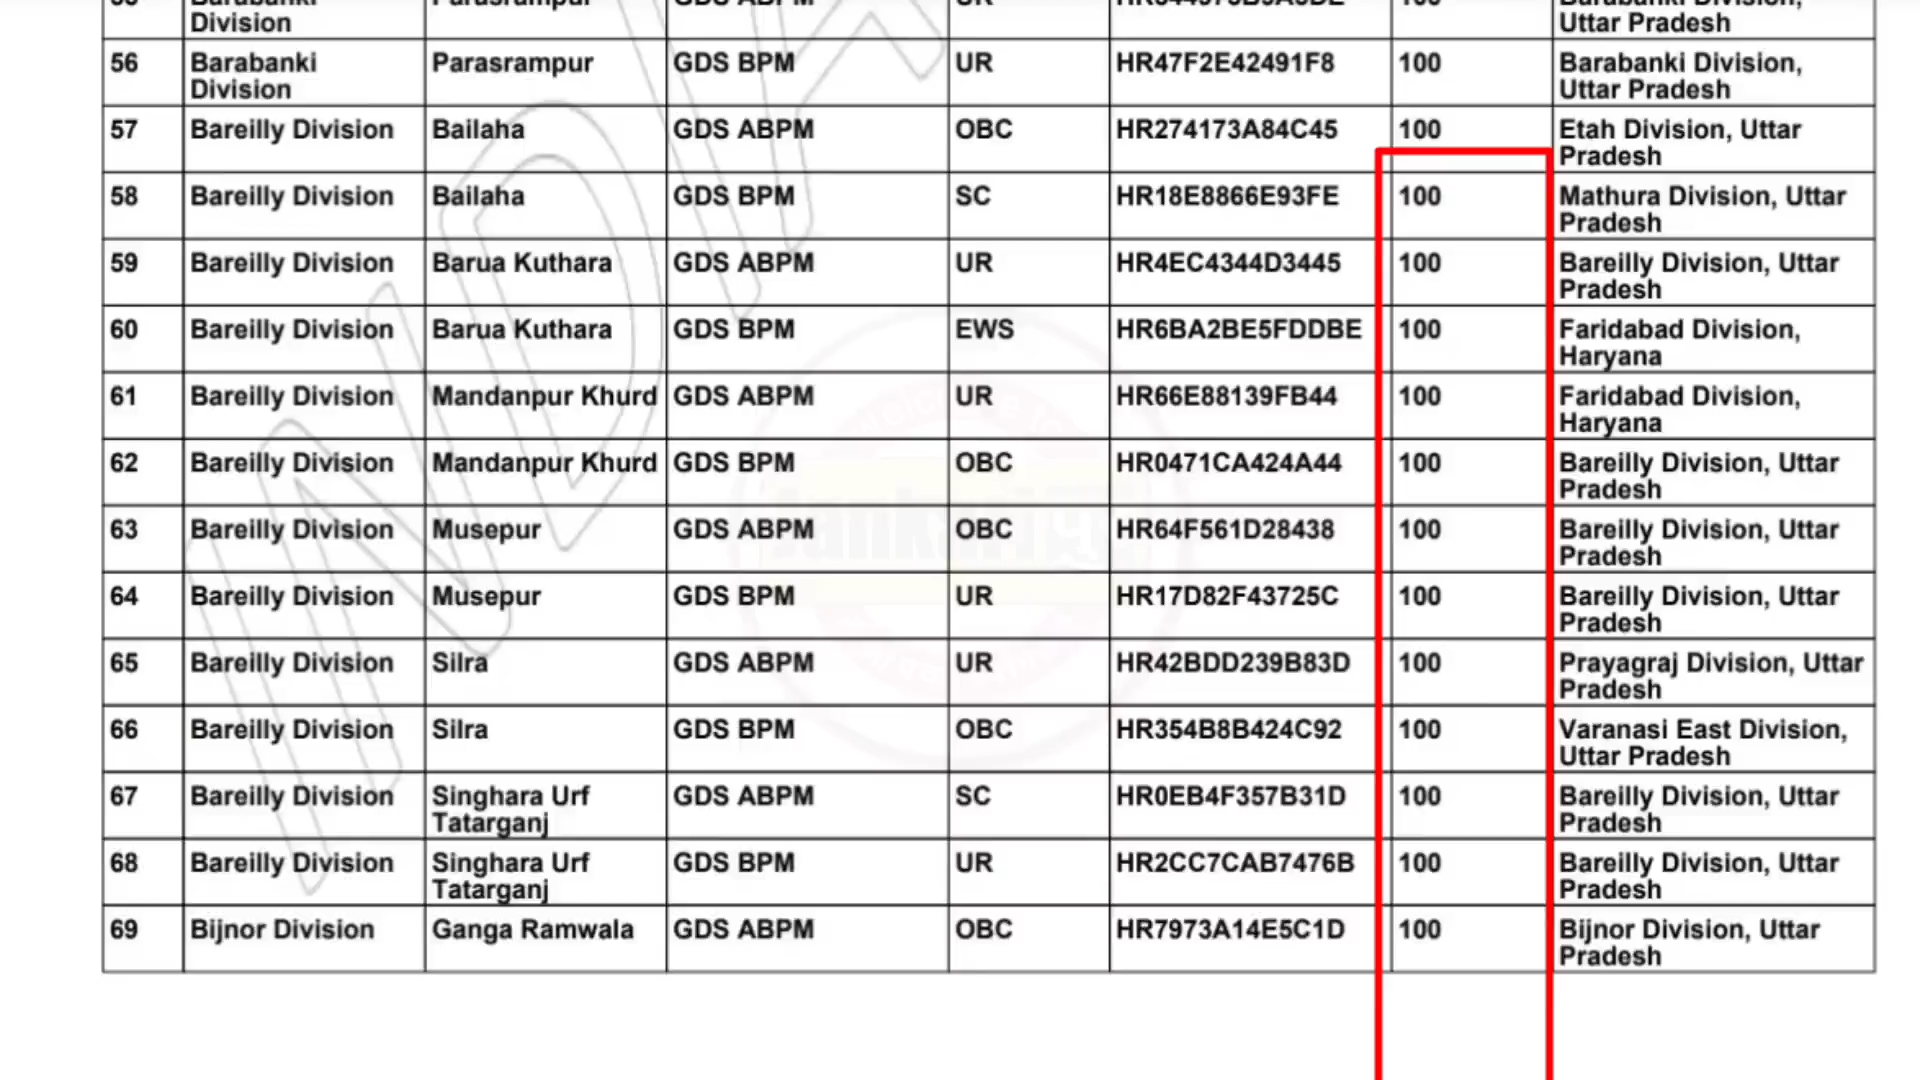 Division
Uttar Pradesh
56 Barabanki Parasrampur GDS BPM UR HR47F2E42491F8 100 Barabanki Division,
Division Uttar Pradesh
57 Bareilly Division Bailaha GDS ABPM OBC HR274173A84C45 100 Etah Division, Uttar
Pradesh
58 Bareilly Division Bailaha GDS BPM SC HR18E8866E93FE 100 Mathura Division, Uttar
Pradesh
59 Bareilly Division Barua Kuthara GDS ABPM UR HR4EC4344D3445 100 Bareilly Division, Uttar
Pradesh
60 Bareilly Division Barua Kuthara GDS BPM EWS HR6BA2BE5FDDBE 100 Faridabad Division,
Haryana
61 Bareilly Division Mandanpur Khurd GDS ABPM UR HR66E88139FB44 100 Faridabad Division,
Haryana
62 Bareilly Division Mandanpur Khurd GDS BPM OBC HR0471CA424A44 100 Bareilly Division, Uttar
Pradesh
63 Bareilly Division Musepur GDS ABPM OBC HR64F561D28438 100 Bareilly Division, Uttar
Pradesh
64 Bareilly Division Musepur GDS BPM UR HR17D82F43725C 100 Bareilly Division, Uttar
Pradesh
65 Bareilly Division Silra GDS ABPM UR HR42BDD239B83D 100 Prayagraj Division, Uttar
Pradesh
66 Bareilly Division Silra GDS BPM OBC HR354B8B424C92 100 Varanasi East Division,
Uttar Pradesh
67 Bareilly Division Singhara Urf GDS ABPM SC HR0EB4F357B31D 100 Bareilly Division, Uttar
Tatarganj Pradesh
68 Bareilly Division Singhara Urf GDS BPM UR HR2CC7CAB7476B 100 Bareilly Division, Uttar
Tatarganj Pradesh
69 Bijnor Division Ganga Ramwala GDS ABPM OBC HR7973A14E5C1D 100 Bijnor Division, Uttar
Pradesh